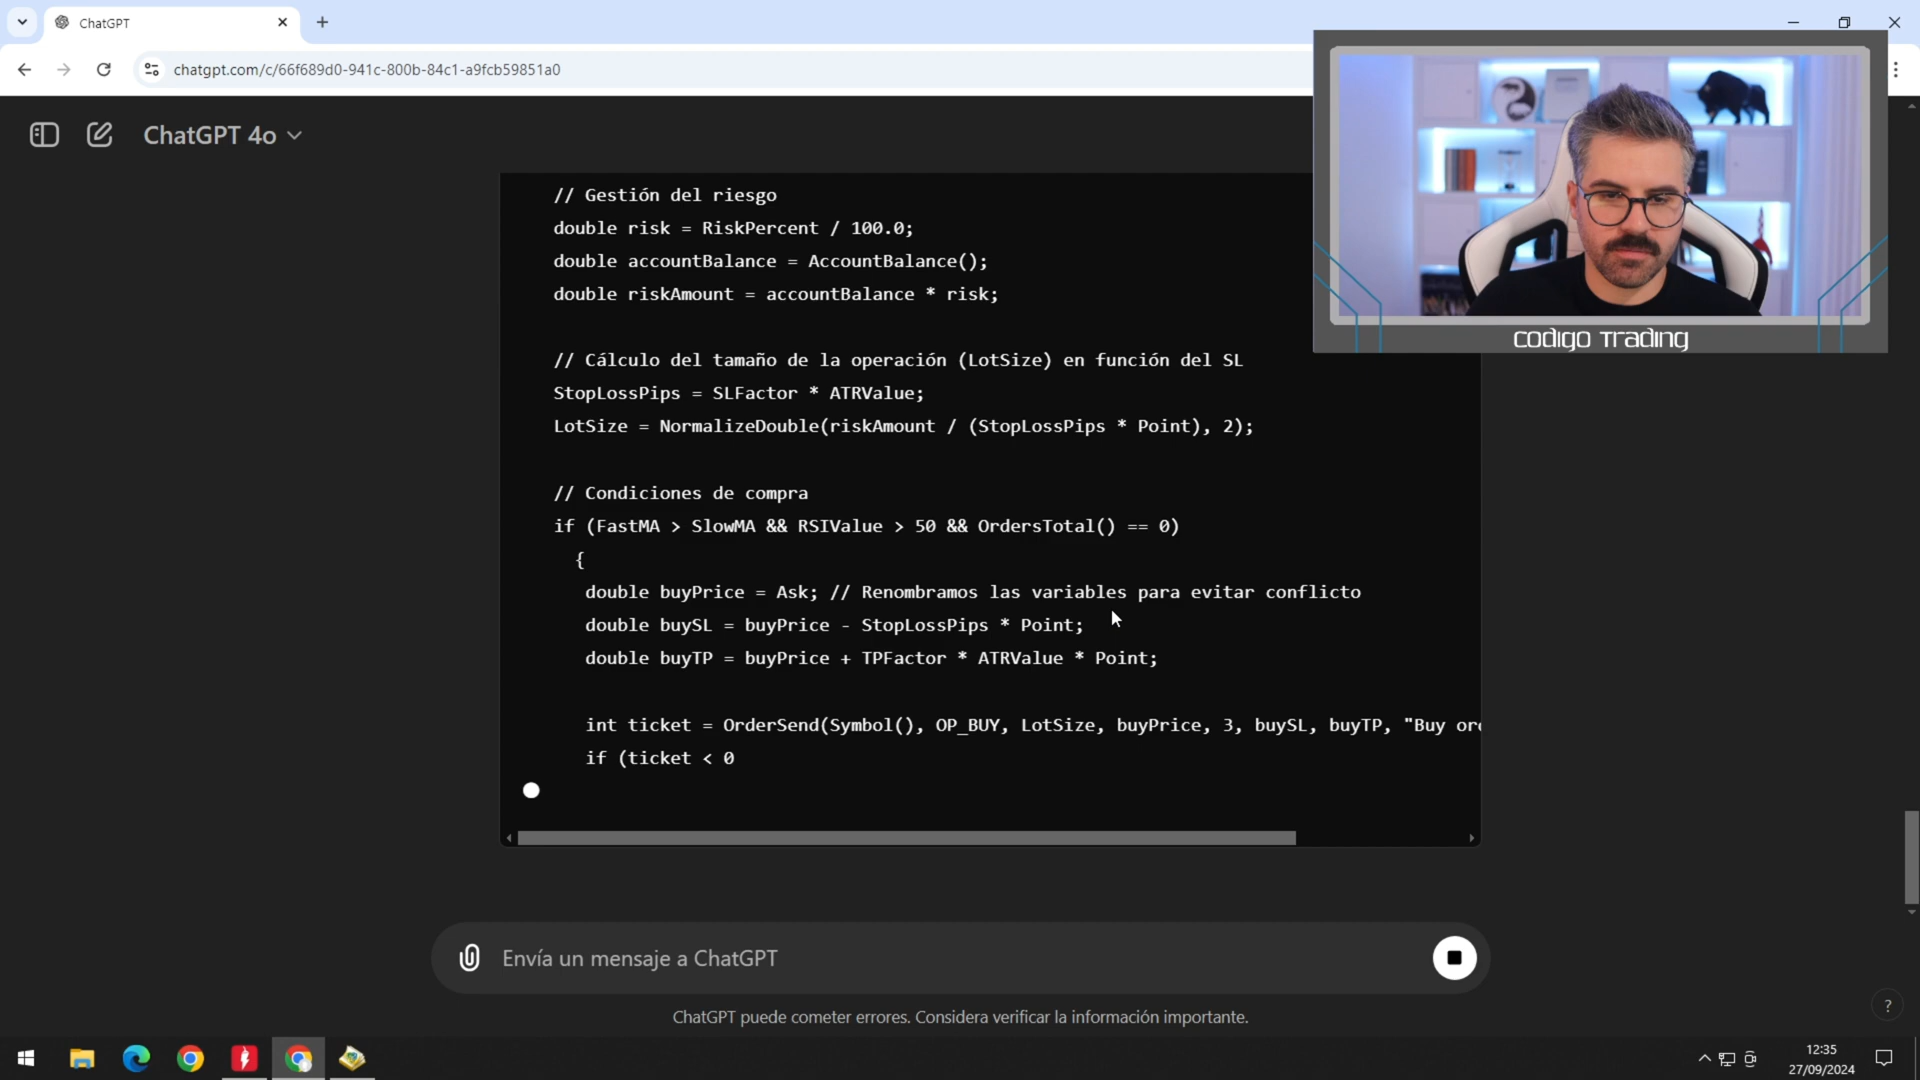 ChatGPT
chatgpt.com/c/66f689d0-941c-800b-84c1-a9fcb59851a0
ChatGPT 4o
codigo Trading
// Gestión del riesgo
double risk = RiskPercent / 100.0;
double accountBalance = AccountBalance();
double riskAmount = accountBalance * risk;
// Cálculo del tamaño de la operación (LotSize) en función del SL
StopLossPips = SLFactor * ATRValue;
LotSize = NormalizeDouble(riskAmount / (StopLossPips * Point), 2);
// Condiciones de compra
if (FastMA > SlowMA && RSIValue > 50 && OrdersTotal() == 0)
{
double buyPrice = Ask; // Renombramos las variables para evitar conflicto
double buySL = buyPrice - StopLossPips * Point;
double buyTP = buyPrice + TPFactor * ATRValue * Point;
int ticket = OrderSend(Symbol(), OP_BUY, LotSize, buyPrice, 3, buySL, buyTP, "Buy or
if (ticket < 0
Envía un mensaje a ChatGPT
ChatGPT puede cometer errores. Considera verificar la información importante.
?
12:35
27/09/2024